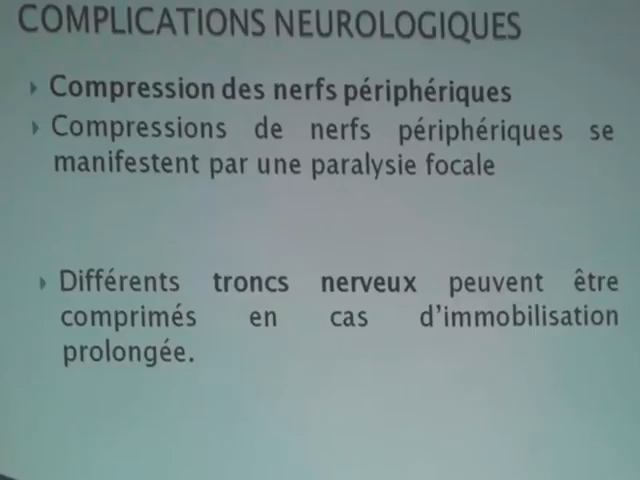 COMPLICATIONS NEUROLOGIQUES
Compression des nerfs périphériques
Compressions de nerfs périphériques se
manifestent par une paralysie focale
Différents troncs nerveux peuvent être
comprimés en cas d'immobilisation
prolongée.